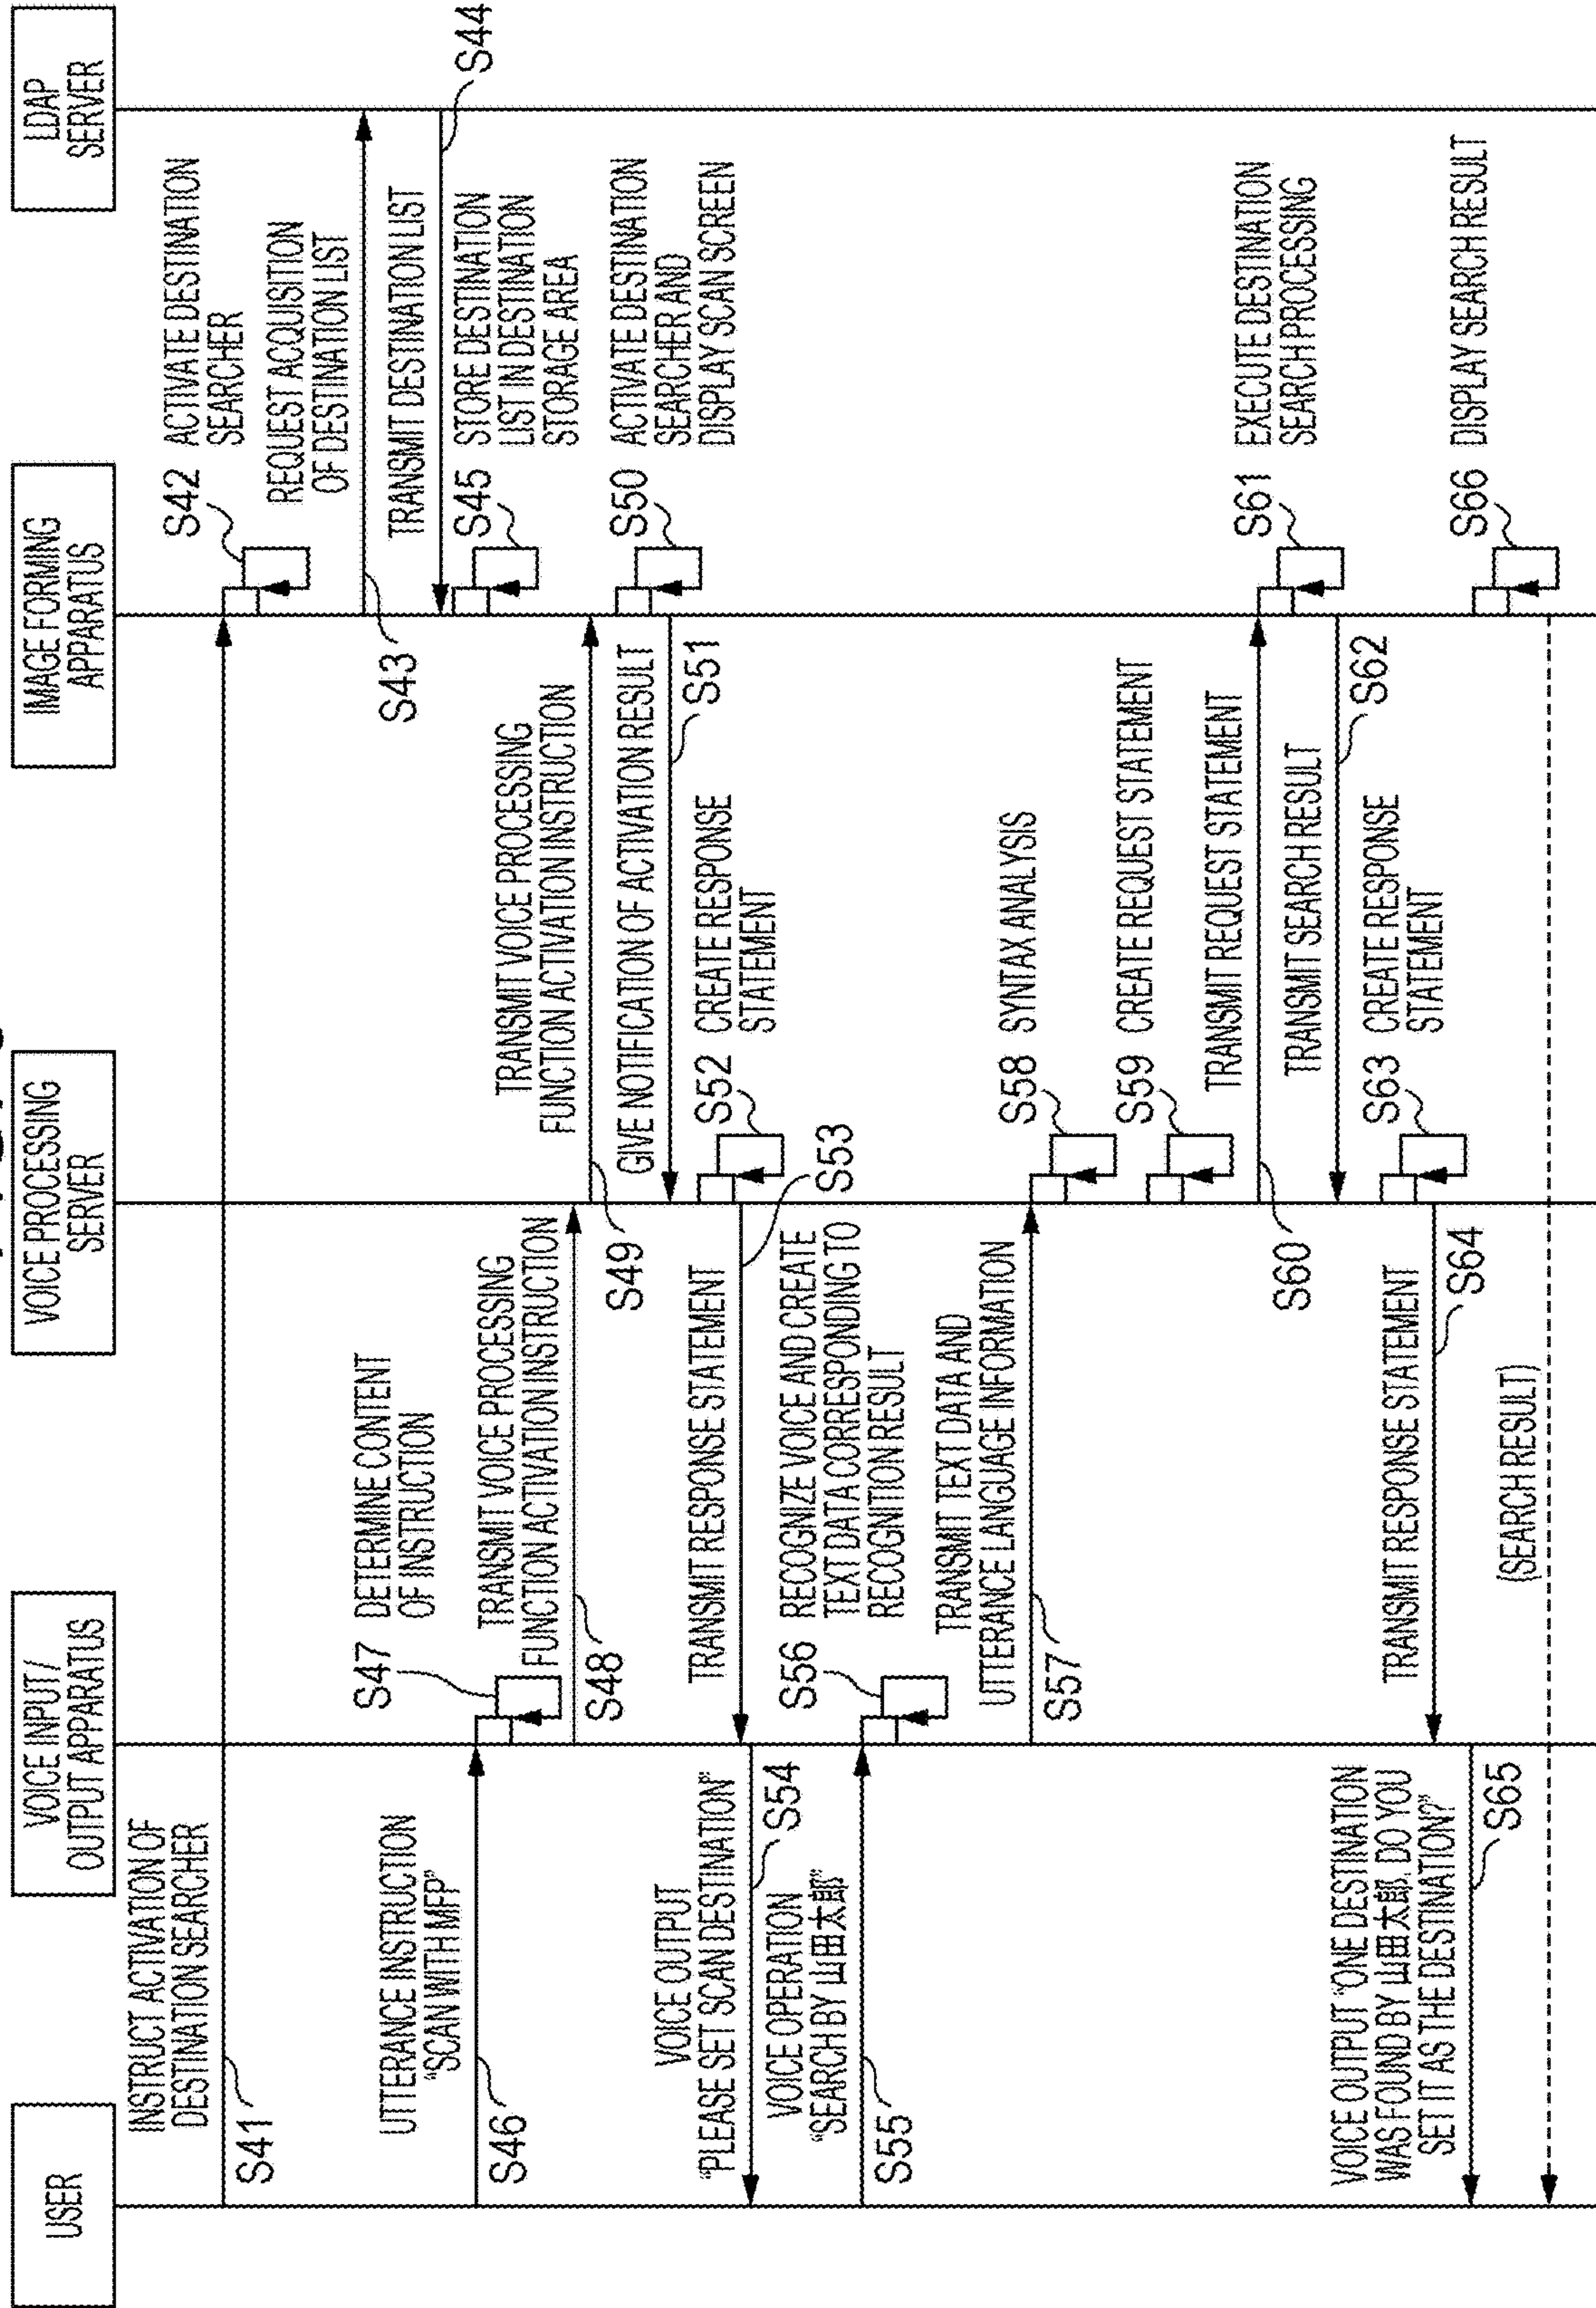 USER
VOICE INPUT/
OUTPUT APPARATUS
VOICE PROCESSING
SERVER
IMAGE FORMING
APPARATUS
LDAP
SERVER
INSTRUCT ACTIVATION OF
DESTINATION SEARCHER
S41
S42
ACTIVATE DESTINATION
SEARCHER
REQUEST ACQUISITION
OF DESTINATION LIST
S43
TRANSMIT DESTINATION LIST
S44
S45
STORE DESTINATION
LIST IN DESTINATION
STORAGE AREA
UTTERANCE INSTRUCTION
“SCAN WITH MFP”
S46
S47
DETERMINE CONTENT
OF INSTRUCTION
TRANSMIT VOICE PROCESSING
FUNCTION ACTIVATION INSTRUCTION
S48
TRANSMIT VOICE PROCESSING
FUNCTION ACTIVATION INSTRUCTION
S49
S50
ACTIVATE DESTINATION
SEARCHER AND
DISPLAY SCAN SCREEN
GIVE NOTIFICATION OF ACTIVATION RESULT
S51
S52
CREATE RESPONSE
STATEMENT
TRANSMIT RESPONSE STATEMENT
S53
VOICE OUTPUT
“PLEASE SET SCAN DESTINATION”
S54
VOICE OPERATION
“SEARCH BY 山田太郎”
S55
S56
RECOGNIZE VOICE AND CREATE
TEXT DATA CORRESPONDING TO
RECOGNITION RESULT
TRANSMIT TEXT DATA AND
UTTERANCE LANGUAGE INFORMATION
S57
S58
SYNTAX ANALYSIS
S59
CREATE REQUEST STATEMENT
TRANSMIT REQUEST STATEMENT
S60
S61
EXECUTE DESTINATION
SEARCH PROCESSING
TRANSMIT SEARCH RESULT
S62
S63
CREATE RESPONSE
STATEMENT
TRANSMIT RESPONSE STATEMENT
S64
VOICE OUTPUT “ONE DESTINATION
WAS FOUND BY 山田太郎. DO YOU
SET IT AS THE DESTINATION?”
S65
S66
DISPLAY SEARCH RESULT
(SEARCH RESULT)